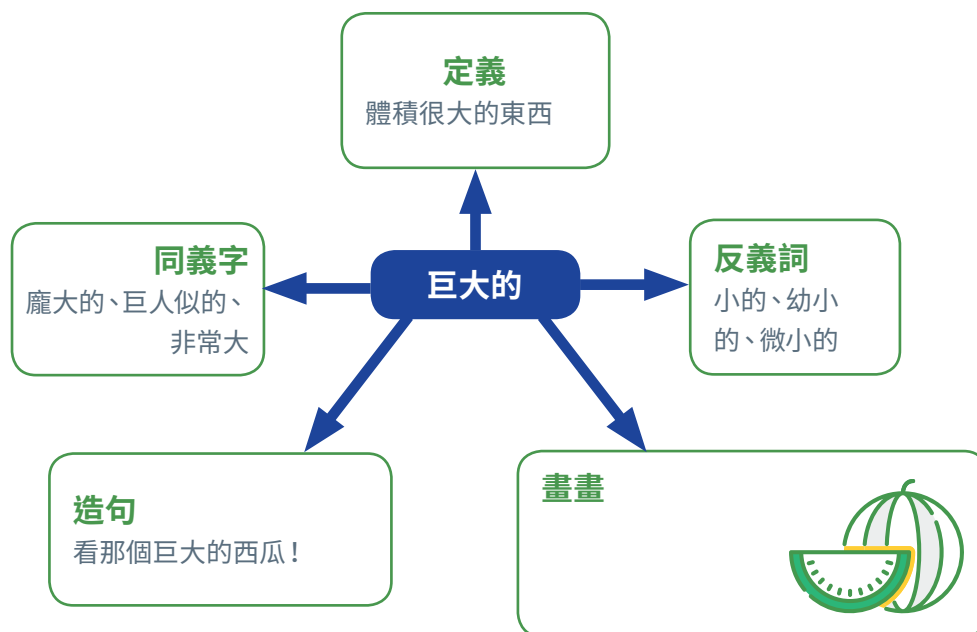 定義
體積很大的東西
同義字
龐大的、巨人似的、
非常大
巨大的
反義詞
小的、幼小
的、微小的
造句
看那個巨大的西瓜！
畫畫